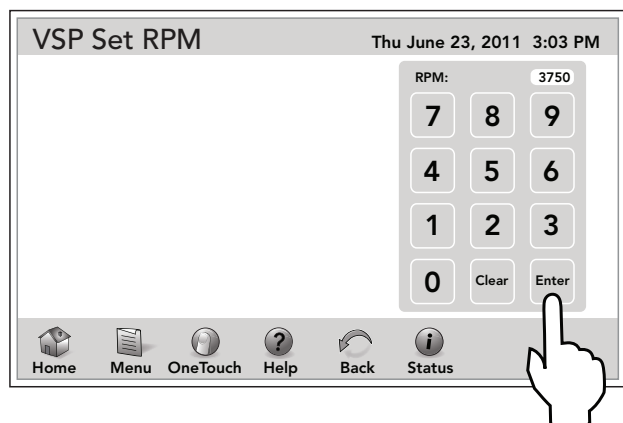 VSP Set RPM Thu June 23, 2011 3:03 PM
RPM: 3750
7 8 9
4 5 6
1 2 3
0 Clear Enter
? i
Home Menu OneTouch Help Back Status